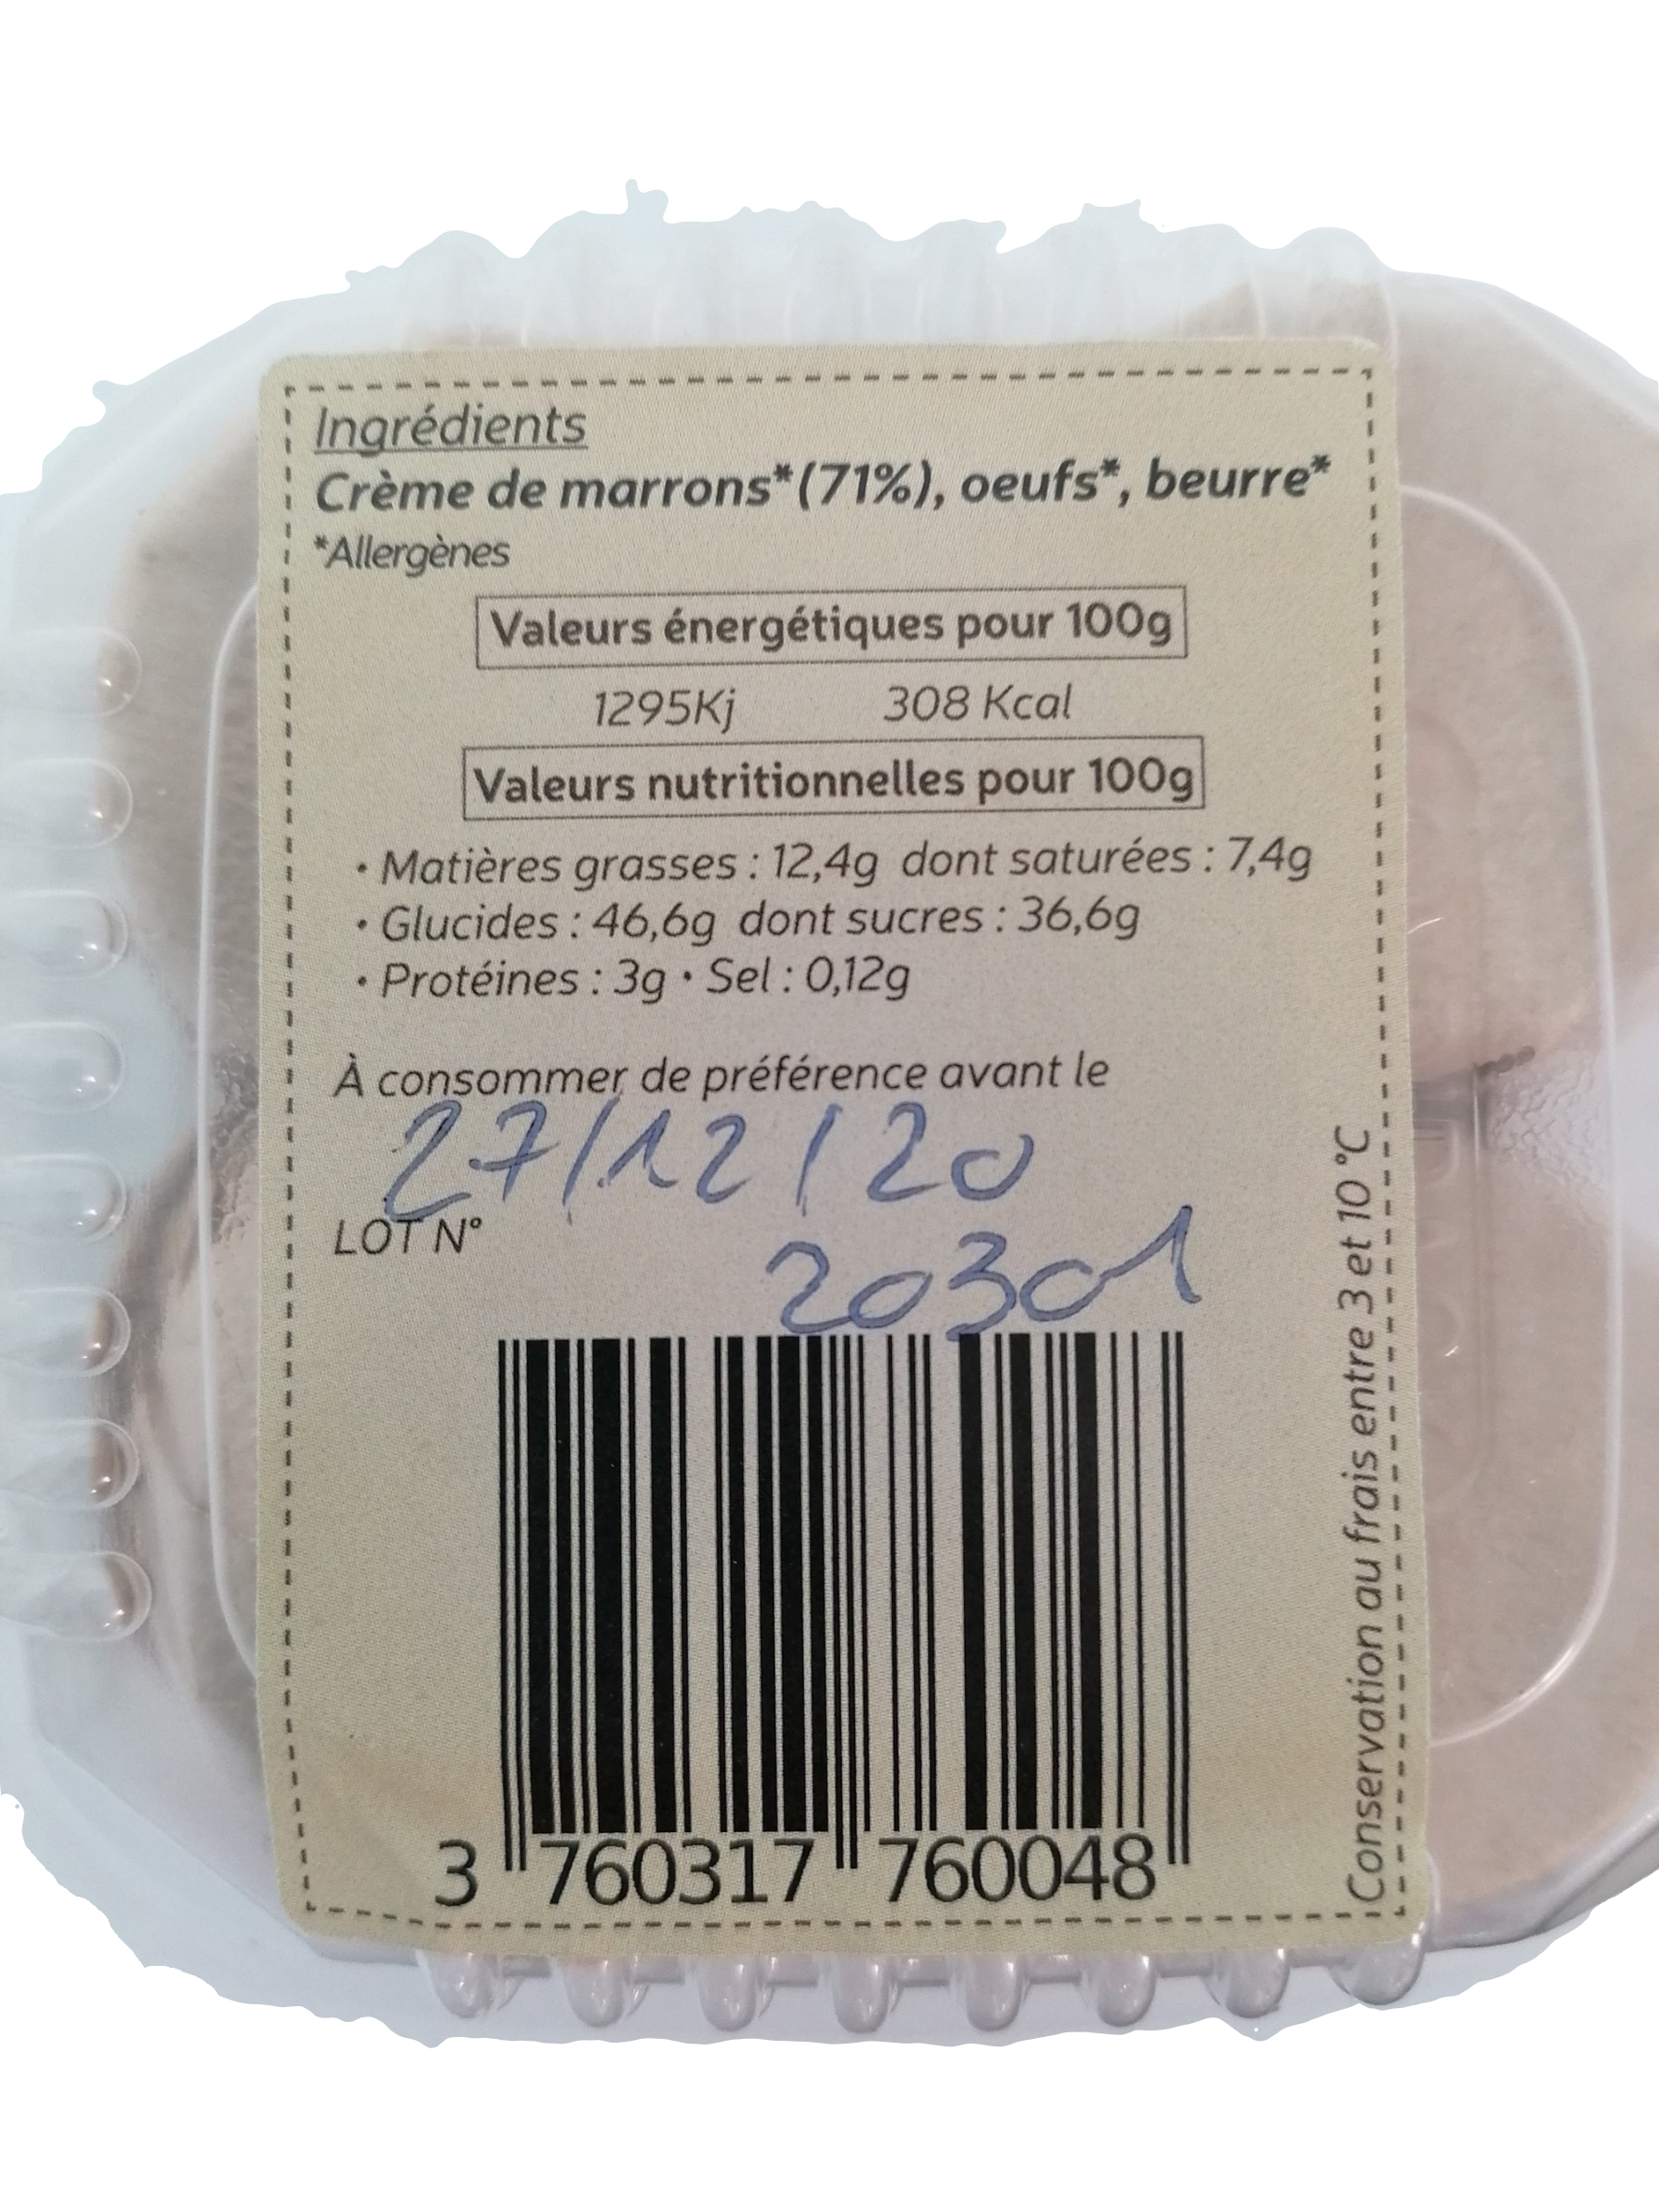 Ingrédients
Crème de marrons*(71%), oeufs*, beurre*
*Allergènes
Valeurs énergétiques pour 100g
1295Kj 308 Kcal
Valeurs nutritionnelles pour 100g
• Matières grasses : 12,4g dont saturées : 7,4g
• Glucides : 46,6g dont sucres : 36,6g
• Protéines : 3g • Sel : 0,12g
À consommer de préférence avant le
27/12/20
LOT N°
20301
3 760317 760048
Conservation au frais entre 3 et 10 °C